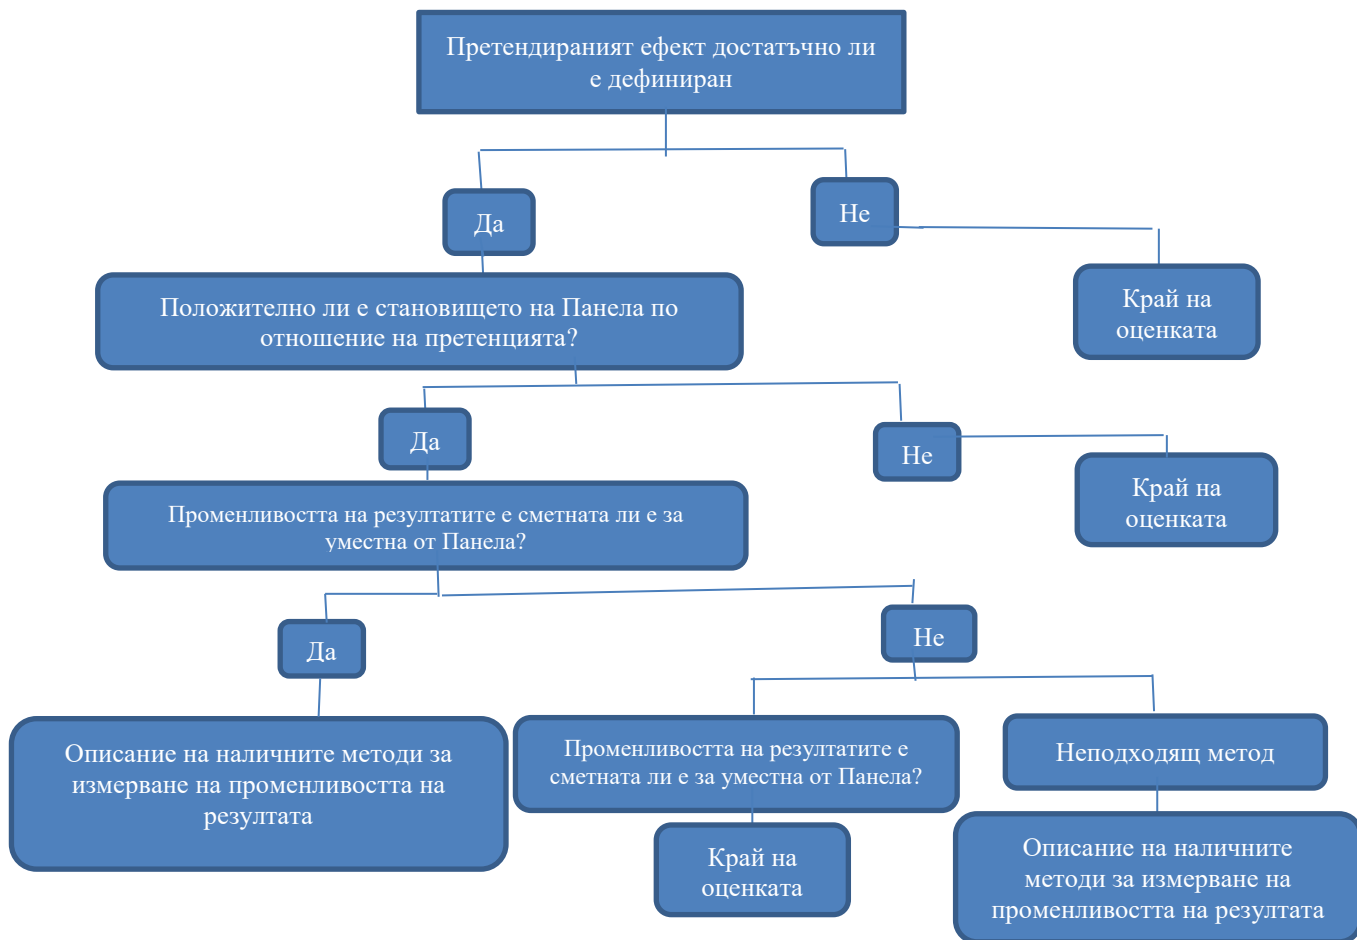 Претендираният ефект достатъчно ли
е дефиниран
Да
Не
Край на
оценката
Положително ли е становището на Панела по
отношение на претенцията?
Да
Не
Край на
оценката
Променливостта на резултатите е сметната ли е за
уместна от Панела?
Да
Не
Описание на наличните методи за
измерване на променливостта на
резултата
Променливостта на резултатите е
сметната ли е за уместна от Панела?
Неподходящ метод
Край на
оценката
Описание на наличните
методи за измерване на
променливостта на резултата